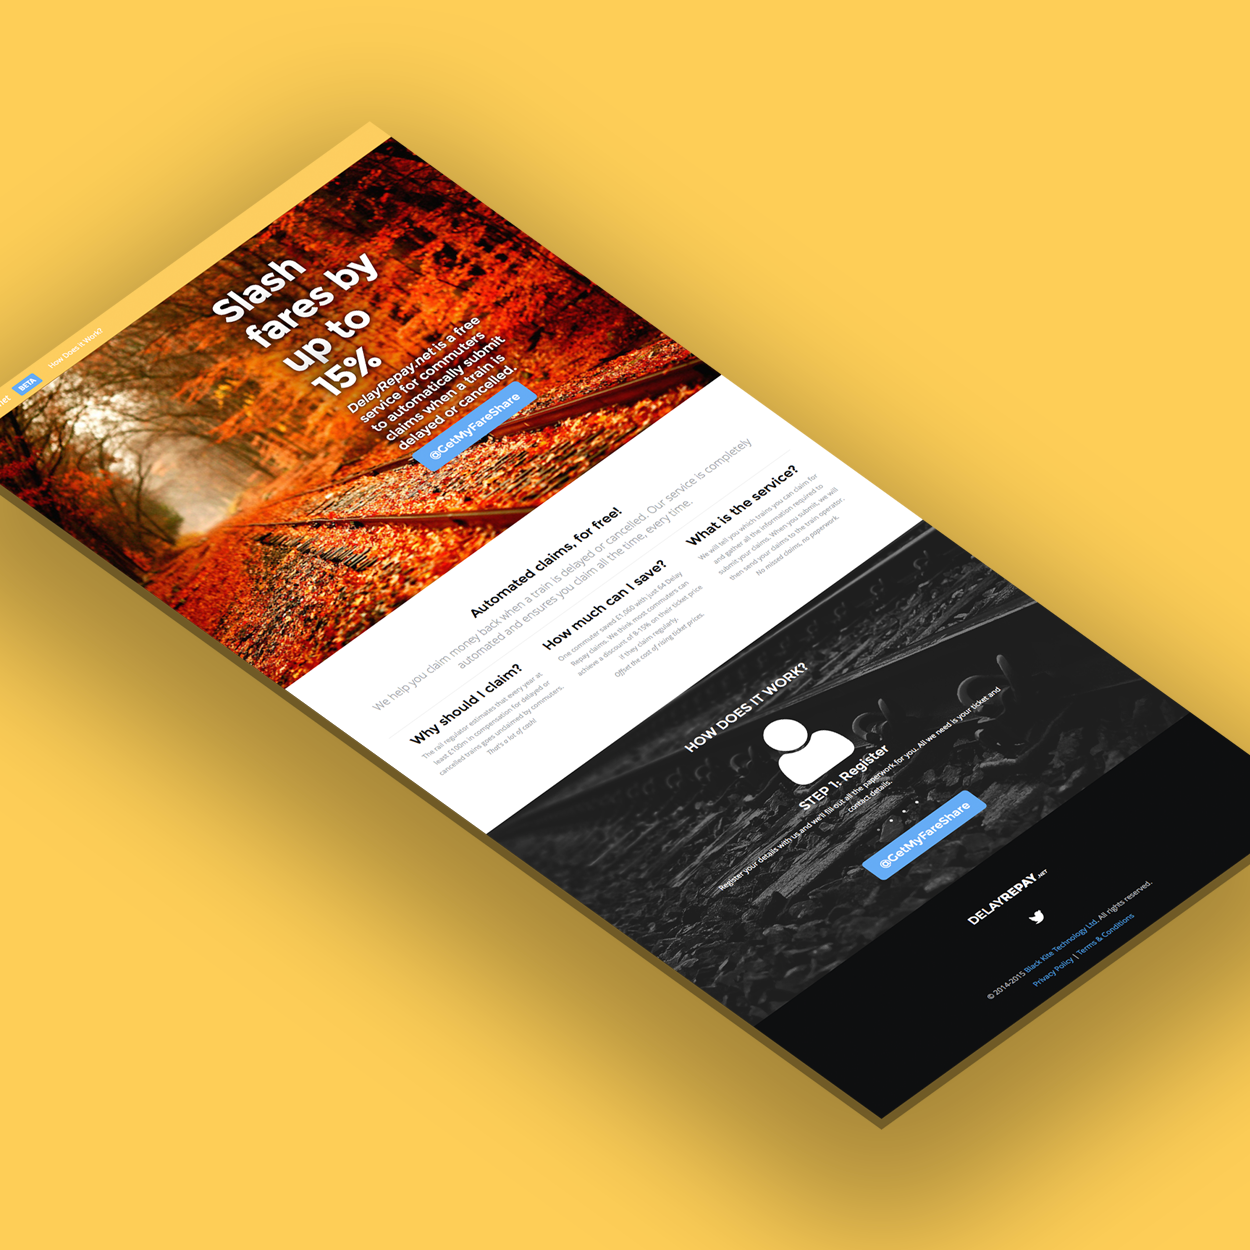 BETA
How Does It Work?
Slash
fares by
up to
15%
DelayRepay.net is a free
service for commuters
to automatically submit
claims when a train is
delayed or cancelled.
@GetMyFareShare
Automated claims, for free!
We help you claim money back when a train is delayed or cancelled. Our service is completely
automated and ensures you claim all the time, every time.
Why should I claim?
The rail regulator estimates that every year at
least £100m in compensation for delayed or
cancelled trains goes unclaimed by commuters.
That's a lot of cash!
How much can I save?
One commuter saved £1,060 with just 64 Delay
Repay claims. We think most commuters can
achieve a discount of 8-15% on their ticket price
if they claim regularly.
Offset the cost of rising ticket prices.
What is the service?
We will tell you which trains you can claim for
and gather all the information required to
submit your claims. When you submit, we will
then send your claims to the train operator.
No missed claims, no paperwork.
HOW DOES IT WORK?
STEP 1: Register
Register your details with us and we'll fill-out all the paperwork for you. All we need is your ticket and
contact details.
@GetMyFareShare
DELAYREPAY.NET
© 2014-2015 Black Kite Technology Ltd. All rights reserved.
Privacy Policy | Terms & Conditions